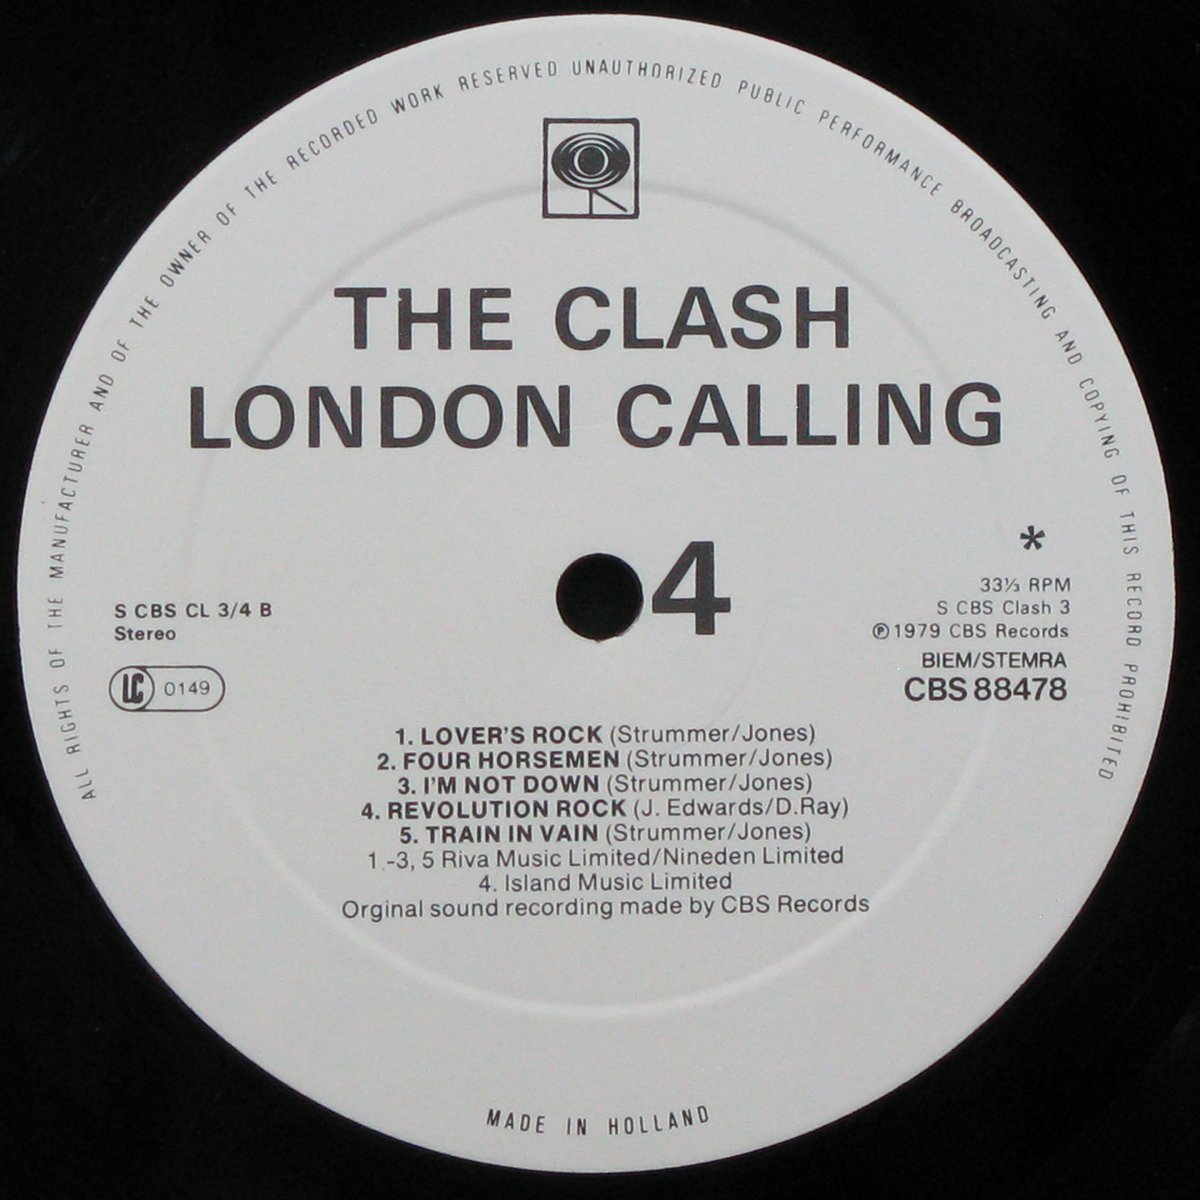 ALL RIGHTS OF THE MANUFACTURER AND OF THE OWNER OF THE RECORDED WORK RESERVED UNAUTHORIZED PUBLIC PERFORMANCE BROADCASTING AND COPYING OF THIS RECORD PROHIBITED
THE CLASH
LONDON CALLING
4
*
S CBS CL 3/4 B
Stereo
LC 0149
33⅓ RPM
S CBS Clash 3
Ⓟ1979 CBS Records
BIEM/STEMRA
CBS 88478
1. LOVER'S ROCK (Strummer/Jones)
2. FOUR HORSEMEN (Strummer/Jones)
3. I'M NOT DOWN (Strummer/Jones)
4. REVOLUTION ROCK (J. Edwards/D.Ray)
5. TRAIN IN VAIN (Strummer/Jones)
1.-3, 5 Riva Music Limited/Nineden Limited
4. Island Music Limited
Orginal sound recording made by CBS Records
MADE IN HOLLAND